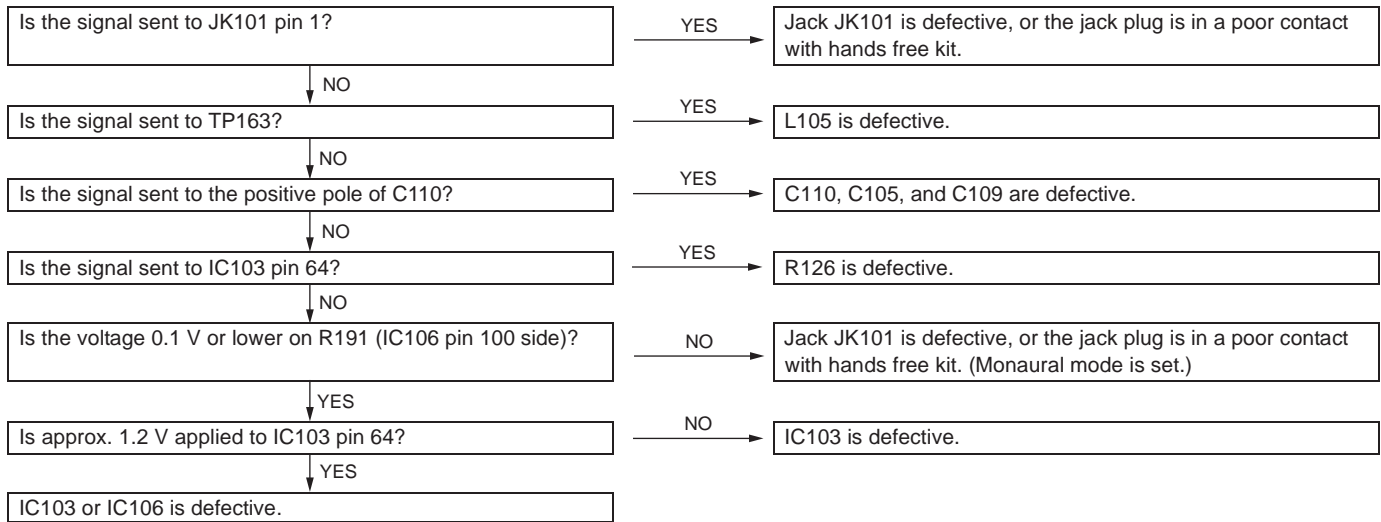 Is the signal sent to JK101 pin 1?
YES
Jack JK101 is defective, or the jack plug is in a poor contact
with hands free kit.
NO
Is the signal sent to TP163?
YES
L105 is defective.
NO
Is the signal sent to the positive pole of C110?
YES
C110, C105, and C109 are defective.
NO
Is the signal sent to IC103 pin 64?
YES
R126 is defective.
NO
Is the voltage 0.1 V or lower on R191 (IC106 pin 100 side)?
NO
Jack JK101 is defective, or the jack plug is in a poor contact
with hands free kit. (Monaural mode is set.)
YES
Is approx. 1.2 V applied to IC103 pin 64?
NO
IC103 is defective.
YES
IC103 or IC106 is defective.